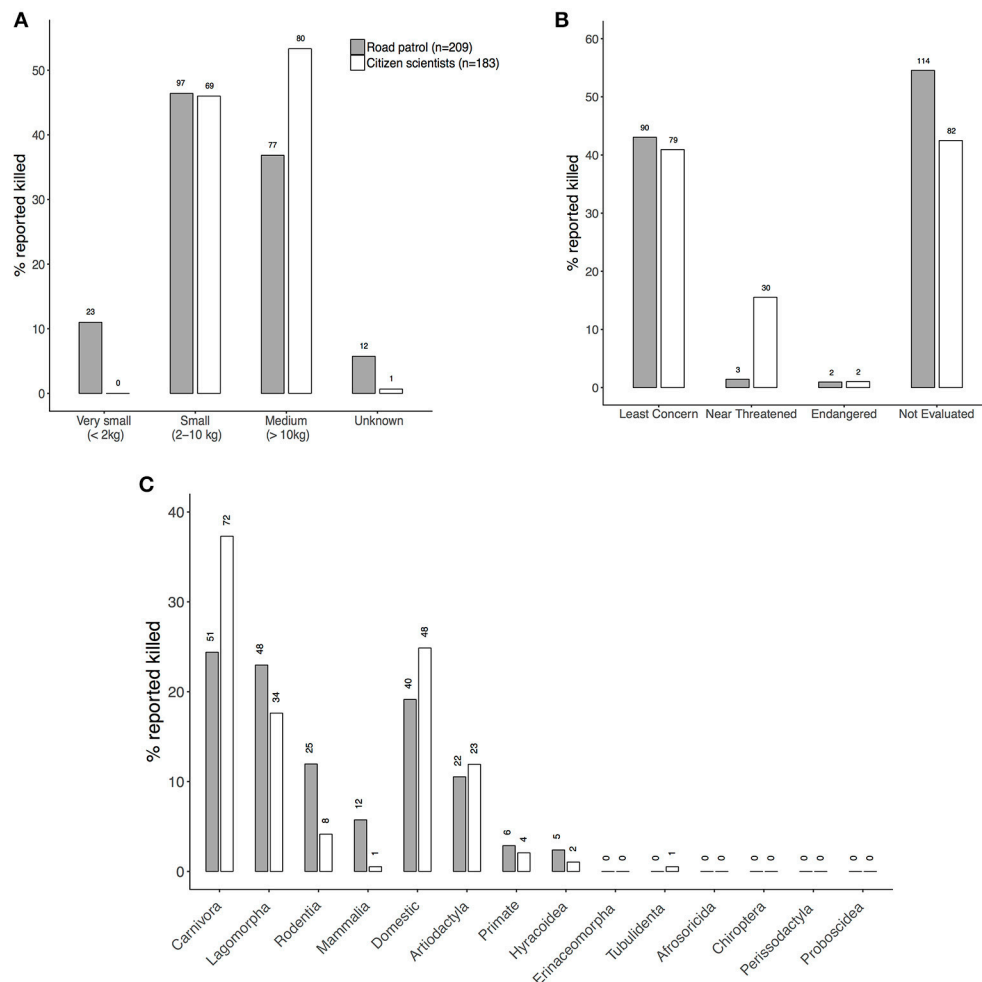 A
% reported killed
50
40
30
20
10
0
Road patrol (n=209)
Citizen scientists (n=183)
23
0
97
69
77
80
12
1
Very small
(< 2kg)
Small
(2–10 kg)
Medium
(> 10kg)
Unknown
B
% reported killed
60
50
40
30
20
10
0
90
79
3
30
2
2
114
82
Least Concern
Near Threatened
Endangered
Not Evaluated
C
% reported killed
40
30
20
10
0
51
72
48
34
25
8
12
1
40
48
22
23
6
4
5
2
0
0
0
1
0
0
0
0
0
0
0
0
Carnivora
Lagomorpha
Rodentia
Mammalia
Domestic
Artiodactyla
Primate
Hyracoidea
Erinaceomorpha
Tubulidenta
Afrosoricida
Chiroptera
Perissodactyla
Proboscidea